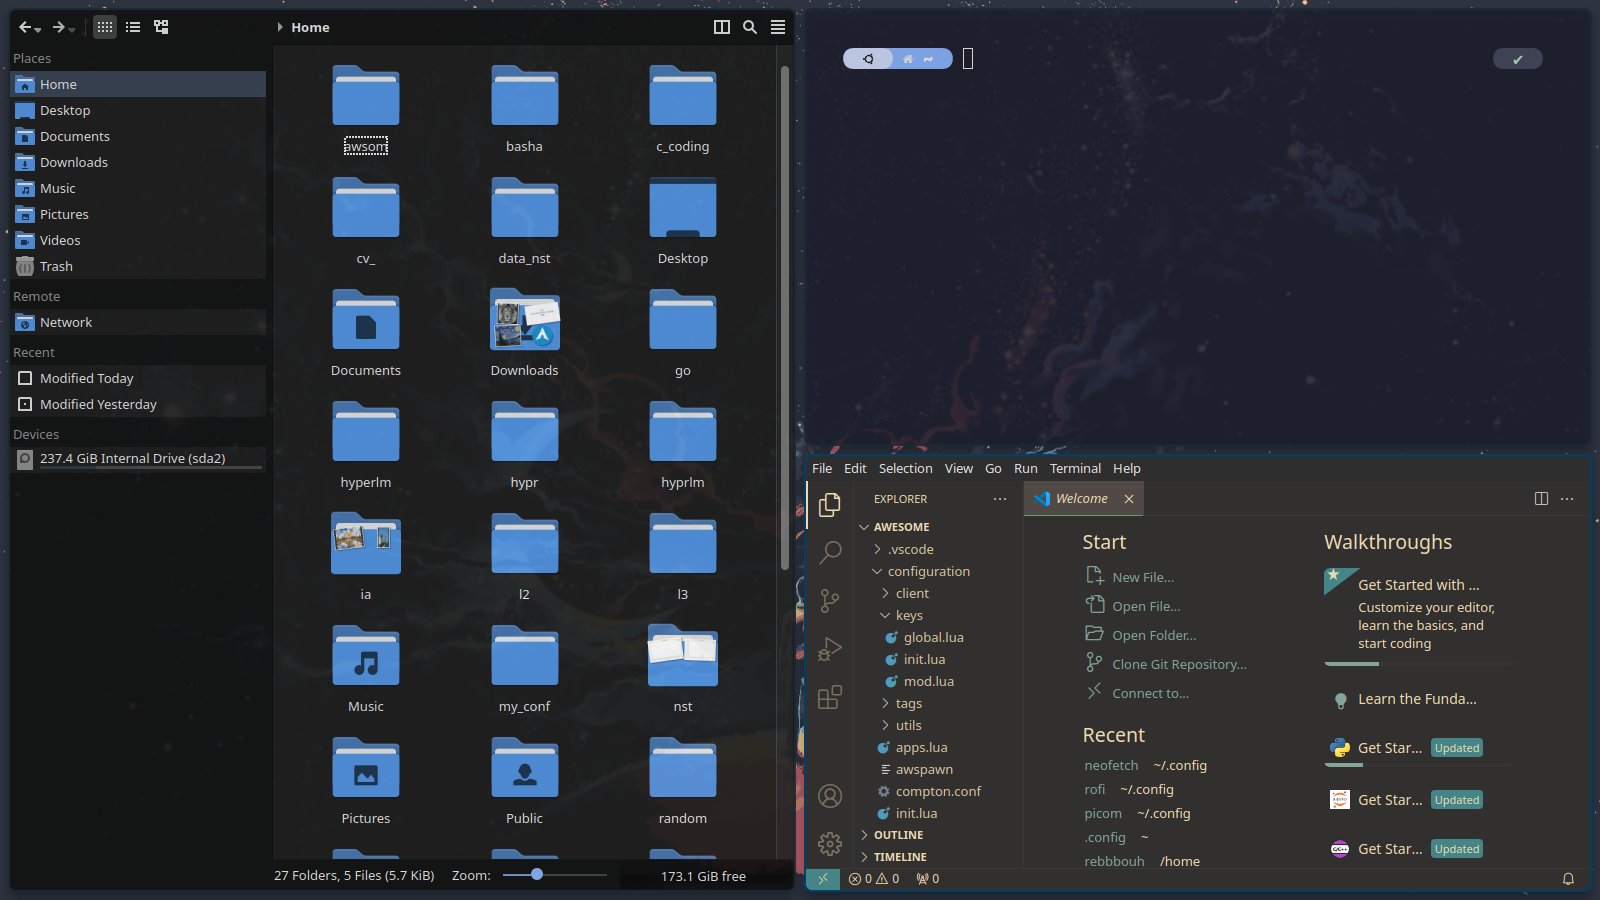 Home
Places
Home
Desktop
Documents
Downloads
Music
Pictures
Videos
Trash
Remote
Network
Recent
Modified Today
Modified Yesterday
Devices
237.4 GiB Internal Drive (sda2)
awsom
basha
c_coding
cv_
data_nst
Desktop
Documents
Downloads
go
hyperlm
hypr
hyprlm
ia
l2
l3
Music
my_conf
nst
Pictures
Public
random
27 Folders, 5 Files (5.7 KiB)
Zoom:
173.1 GiB free
~
File Edit Selection View Go Run Terminal Help
EXPLORER
AWESOME
.vscode
configuration
client
keys
global.lua
init.lua
mod.lua
tags
utils
apps.lua
awspawn
compton.conf
init.lua
OUTLINE
TIMELINE
Welcome
Start
New File...
Open File...
Open Folder...
Clone Git Repository...
Connect to...
Recent
neofetch ~/.config
rofi ~/.config
picom ~/.config
.config ~
rebbbouh /home
Walkthroughs
Get Started with ...
Customize your editor,
learn the basics, and
start coding
Learn the Funda...
Get Star... Updated
Get Star... Updated
C/C++
Get Star... Updated
0 0 0